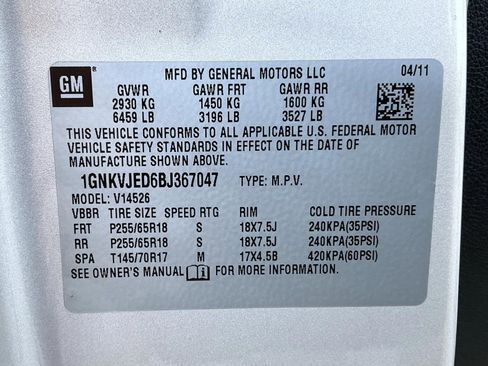 GM ® MFD BY GENERAL MOTORS LLC 04/11
GVWR GAWR FRT GAWR RR
2930 KG 1450 KG 1600 KG
6459 LB 3196 LB 3527 LB
THIS VEHICLE CONFORMS TO ALL APPLICABLE U.S. FEDERAL MOTOR
VEHICLE SAFETY STANDARDS IN EFFECT ON THE DATE OF
MANUFACTURE SHOWN ABOVE.
1GNKVJED6BJ367047 TYPE: M.P.V.
MODEL: V14526
VBBR TIRE SIZE SPEED RTG RIM COLD TIRE PRESSURE
FRT P255/65R18 S 18X7.5J 240KPA(35PSI)
RR P255/65R18 S 18X7.5J 240KPA(35PSI)
SPA T145/70R17 M 17X4.5B 420KPA(60PSI)
SEE OWNER'S MANUAL FOR MORE INFORMATION.